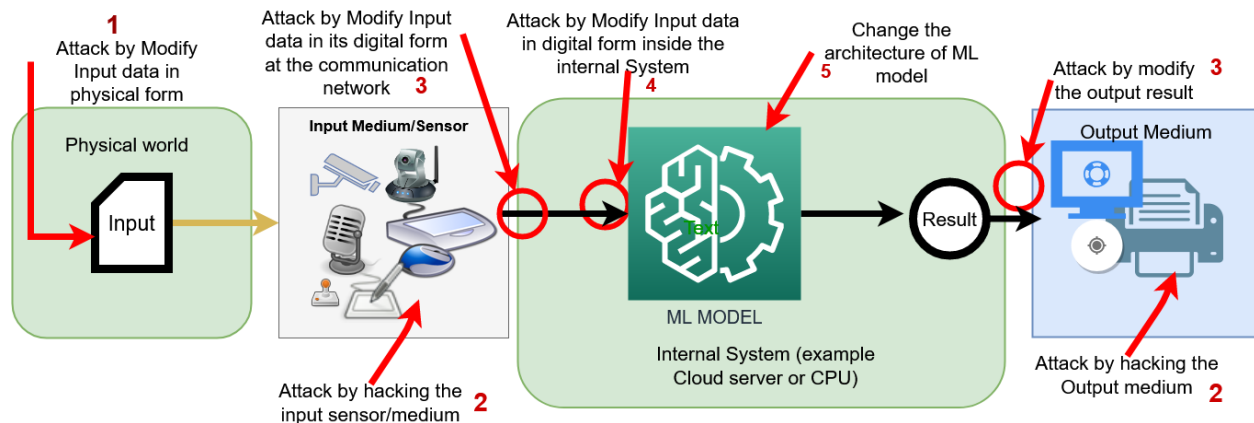 1
Attack by Modify
Input data in
physical form
Physical world
Input
Attack by Modify Input
data in its digital form
at the communication
network 3
Input Medium/Sensor
Attack by hacking the
input sensor/medium 2
Attack by Modify Input data
in digital form inside the
internal System
4
Change the
architecture of ML
5 model
Text
ML MODEL
Internal System (example
Cloud server or CPU)
Result
Attack by modify 3
the output result
Output Medium
Attack by hacking the
Output medium 2